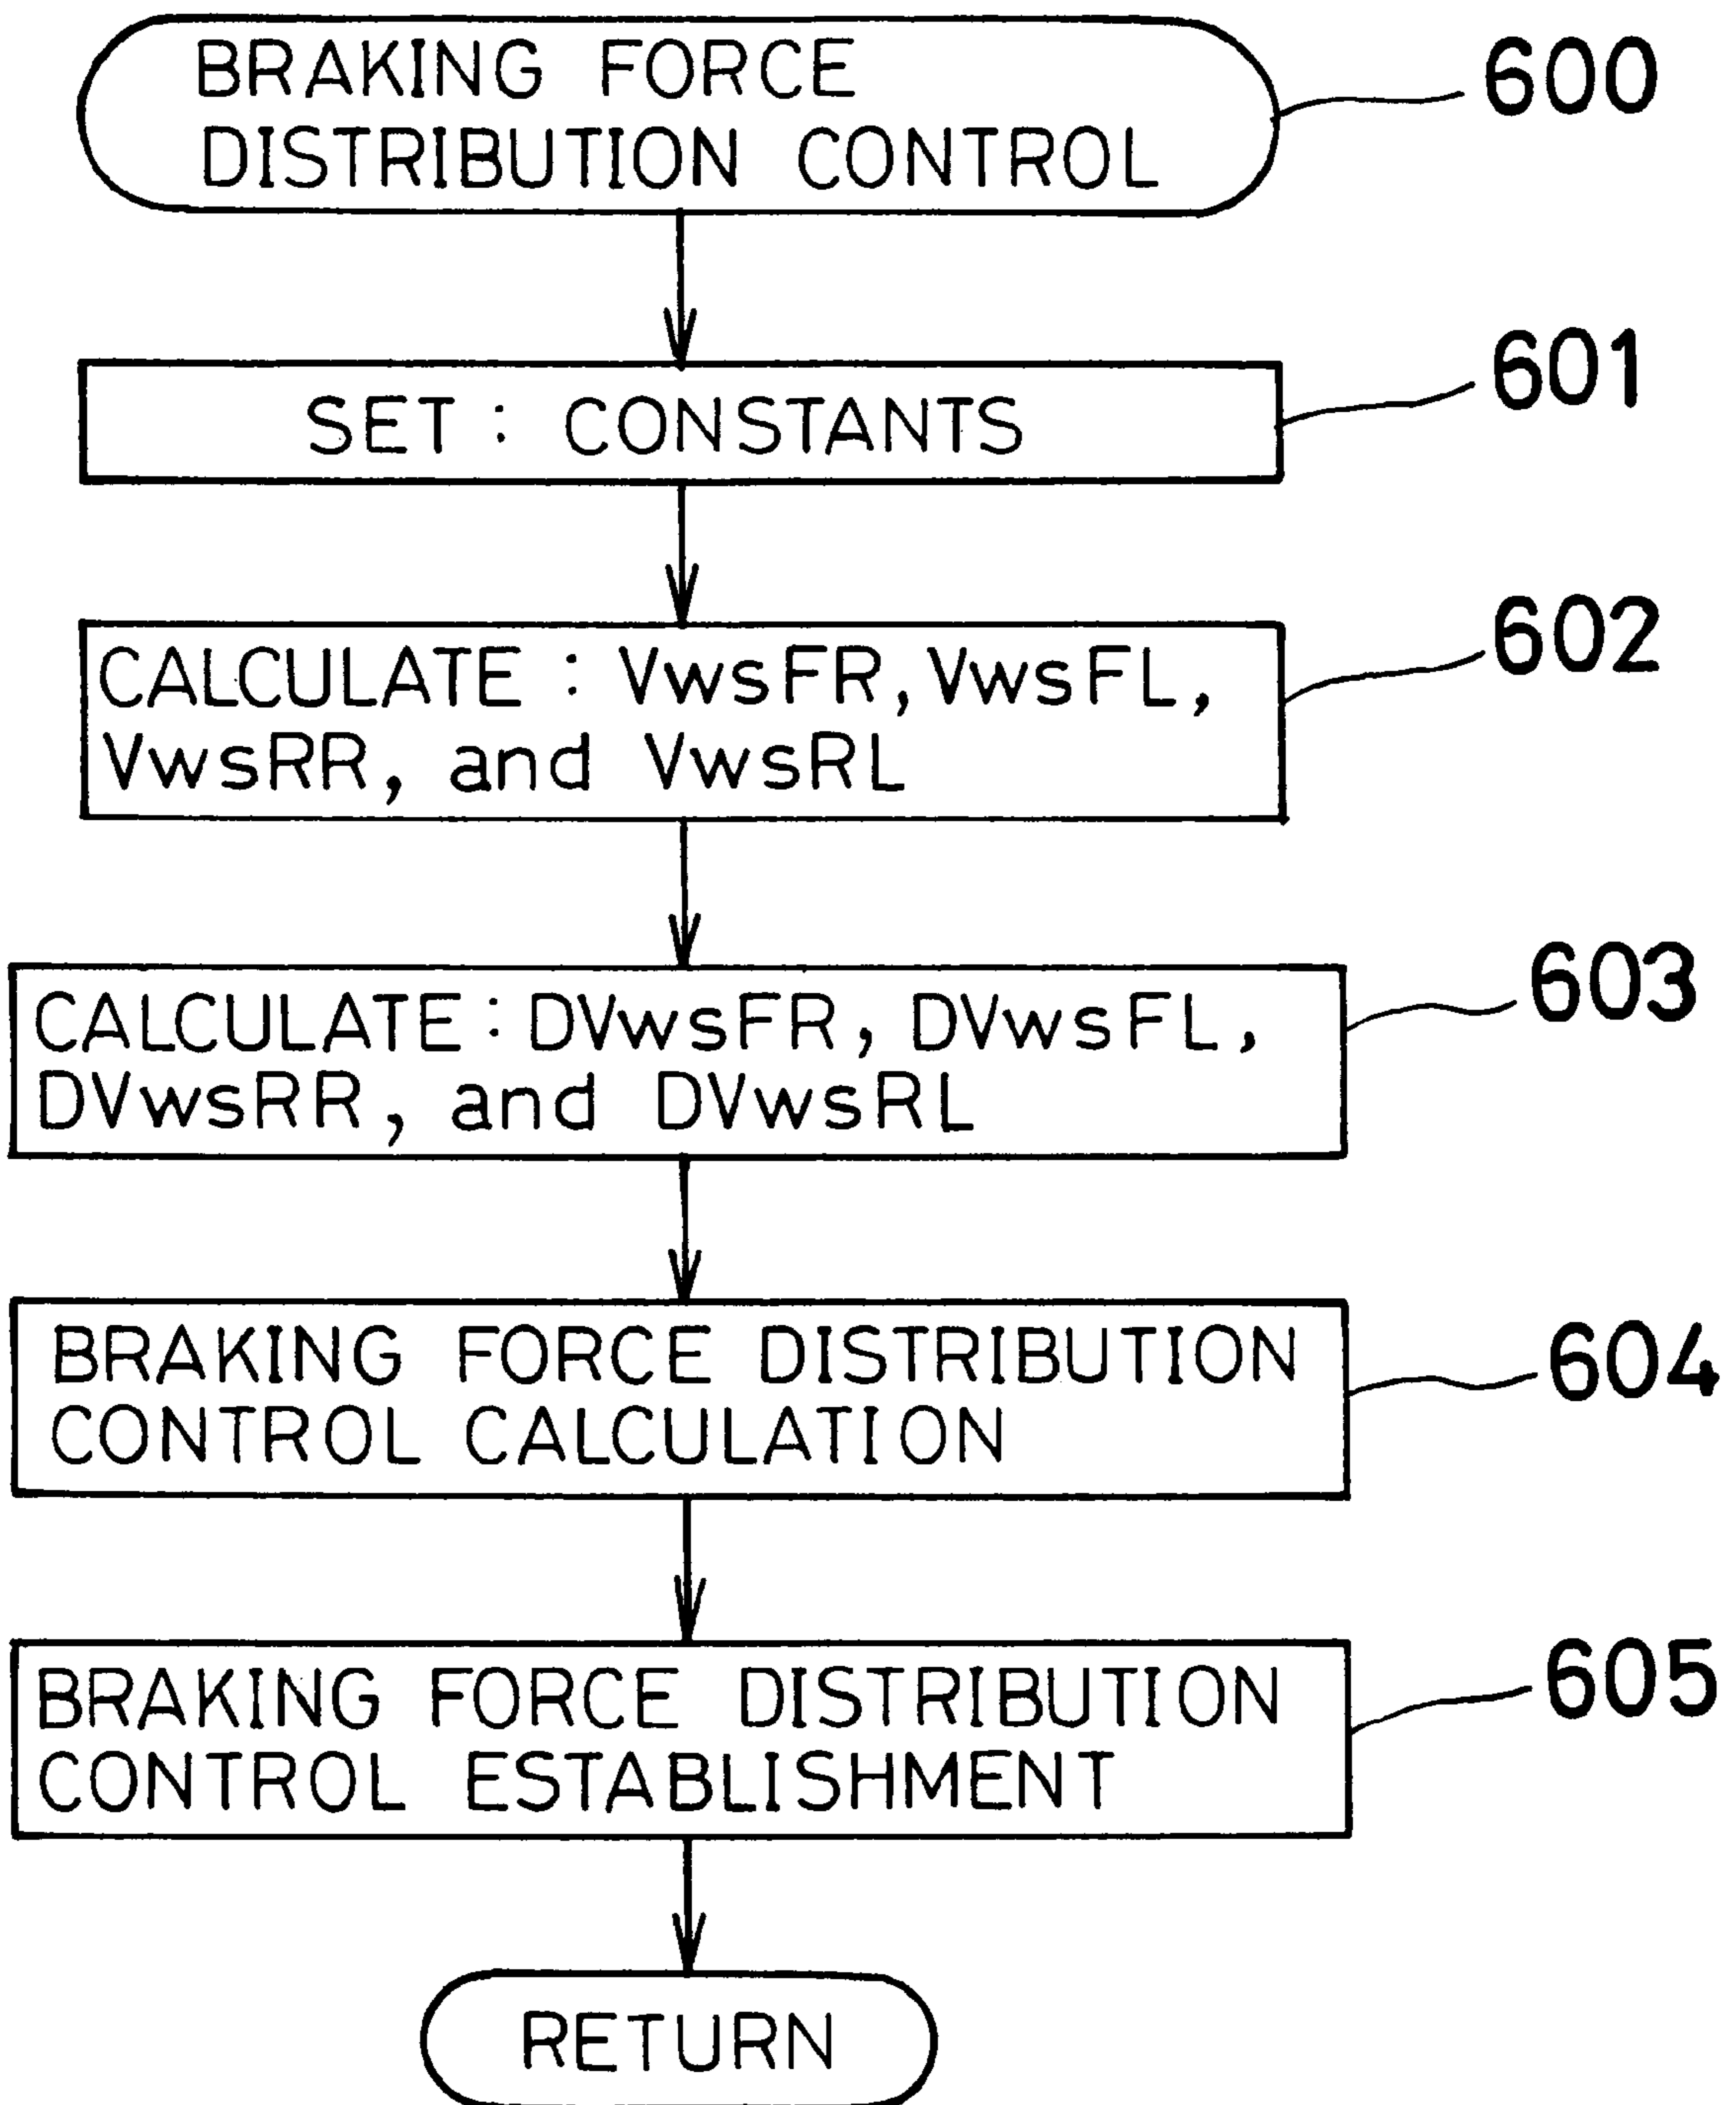 BRAKING FORCE
DISTRIBUTION CONTROL
600
SET : CONSTANTS
601
CALCULATE : VwsFR, VwsFL,
VwsRR, and VwsRL
602
CALCULATE : DVwsFR, DVwsFL,
DVwsRR, and DVwsRL
603
BRAKING FORCE DISTRIBUTION
CONTROL CALCULATION
604
BRAKING FORCE DISTRIBUTION
CONTROL ESTABLISHMENT
605
RETURN